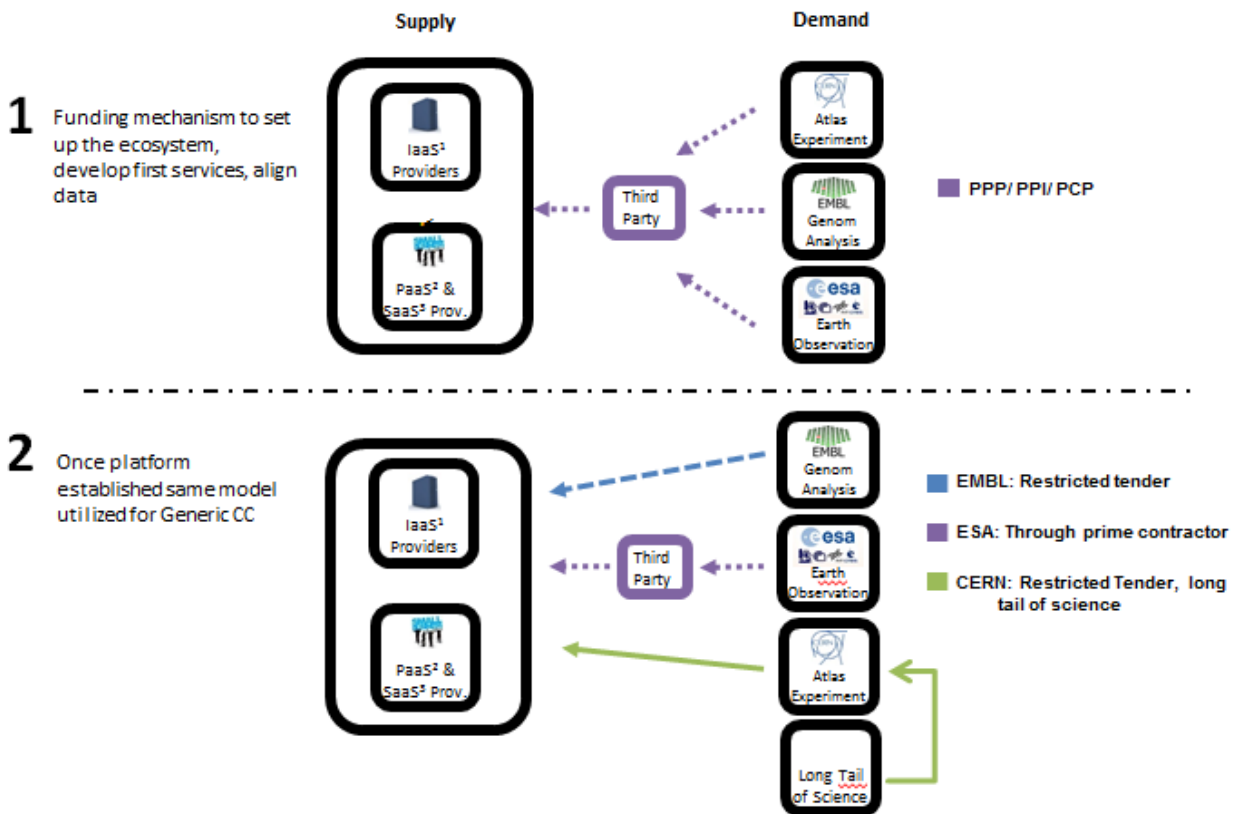 Supply
Demand
1
Funding mechanism to set
up the ecosystem,
develop first services, align
data
IaaS¹
Providers
PaaS² &
SaaS³ Prov.
Third
Party
CERN
Atlas
Experiment
EMBL
Genom
Analysis
esa
Earth
Observation
PPP/ PPI/ PCP
2
Once platform
established same model
utilized for Generic CC
IaaS¹
Providers
PaaS² &
SaaS³ Prov.
Third
Party
EMBL
Genom
Analysis
esa
Earth
Observation
CERN
Atlas
Experiment
Long Tail
of Science
EMBL: Restricted tender
ESA: Through prime contractor
CERN: Restricted Tender, long
tail of science